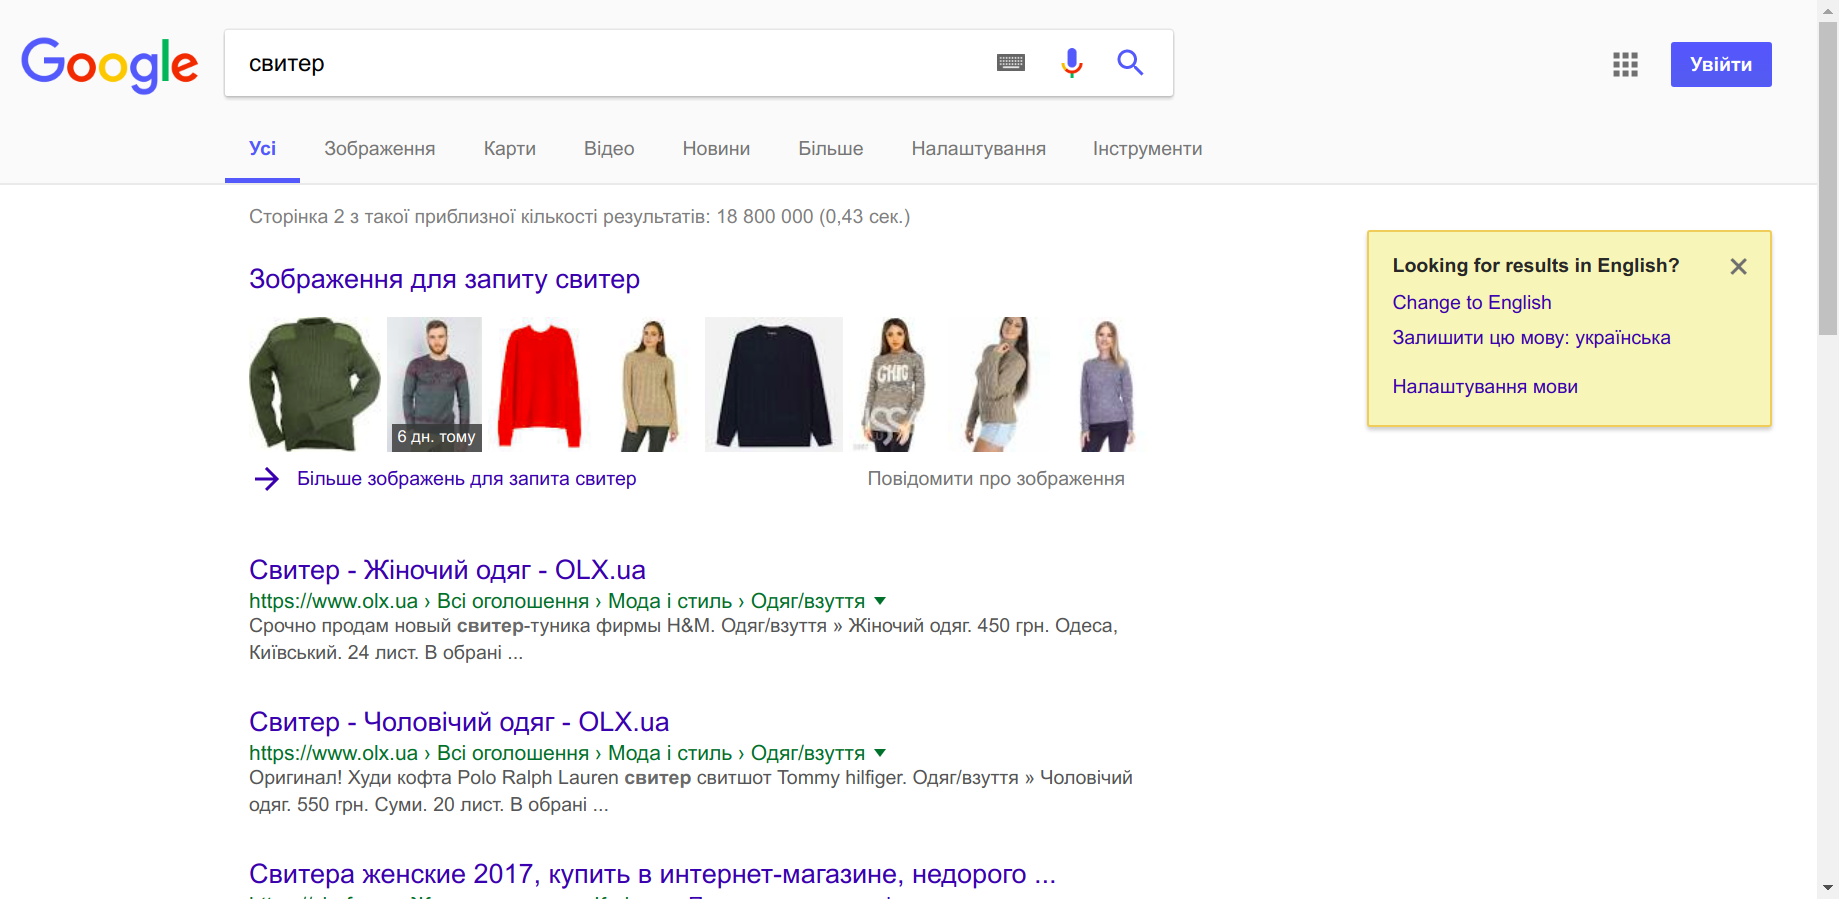 Google
свитер
Увійти
Усі Зображення Карти Відео Новини Більше Налаштування Інструменти
Сторінка 2 з такої приблизної кількості результатів: 18 800 000 (0,43 сек.)
Looking for results in English?
Change to English
Залишити цю мову: українська
Налаштування мови
Зображення для запиту свитер
CHIC
6 дн. тому
Більше зображень для запита свитер
Повідомити про зображення
Свитер - Жіночий одяг - OLX.ua
https://www.olx.ua › Всі оголошення › Мода і стиль › Одяг/взуття
Срочно продам новый свитер-туника фирмы H&M. Одяг/взуття » Жіночий одяг. 450 грн. Одеса,
Київський. 24 лист. В обрані ...
Свитер - Чоловічий одяг - OLX.ua
https://www.olx.ua › Всі оголошення › Мода і стиль › Одяг/взуття
Оригинал! Худи кофта Polo Ralph Lauren свитер свитшот Tommy hilfiger. Одяг/взуття » Чоловічий
одяг. 550 грн. Суми. 20 лист. В обрані ...
Свитера женские 2017, купить в интернет-магазине, недорого ...